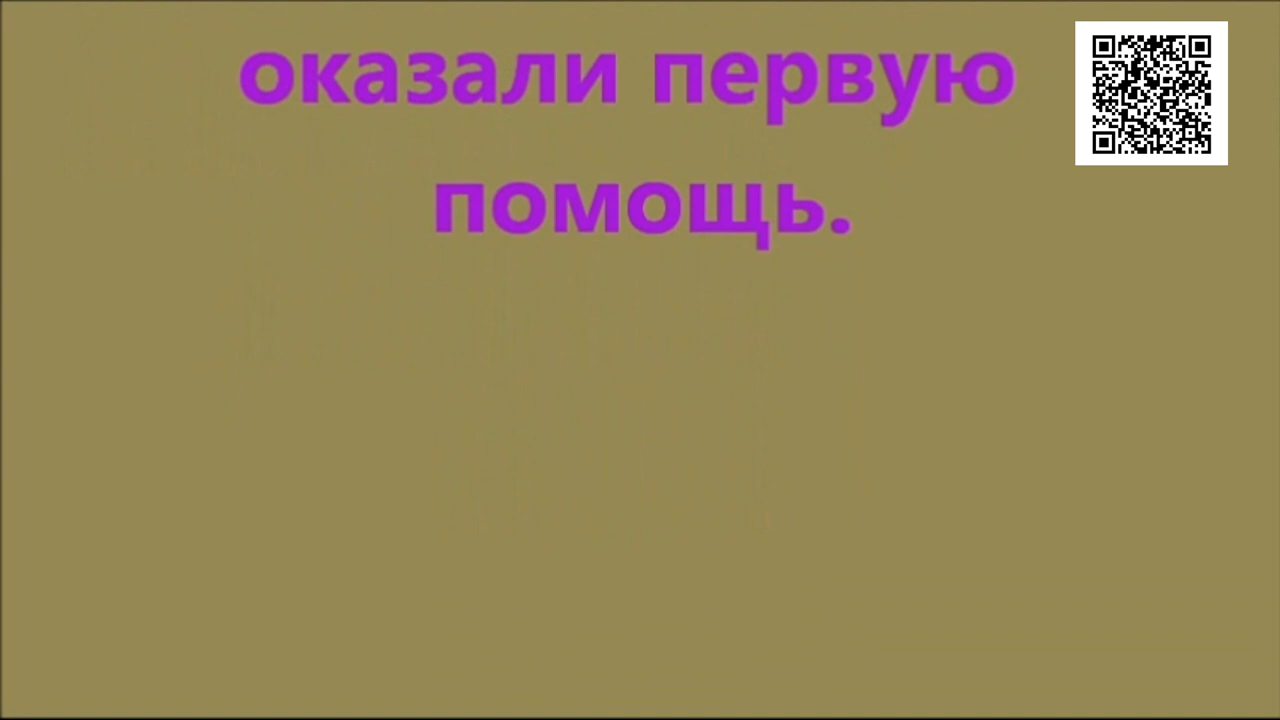 оказали первую
помощь.